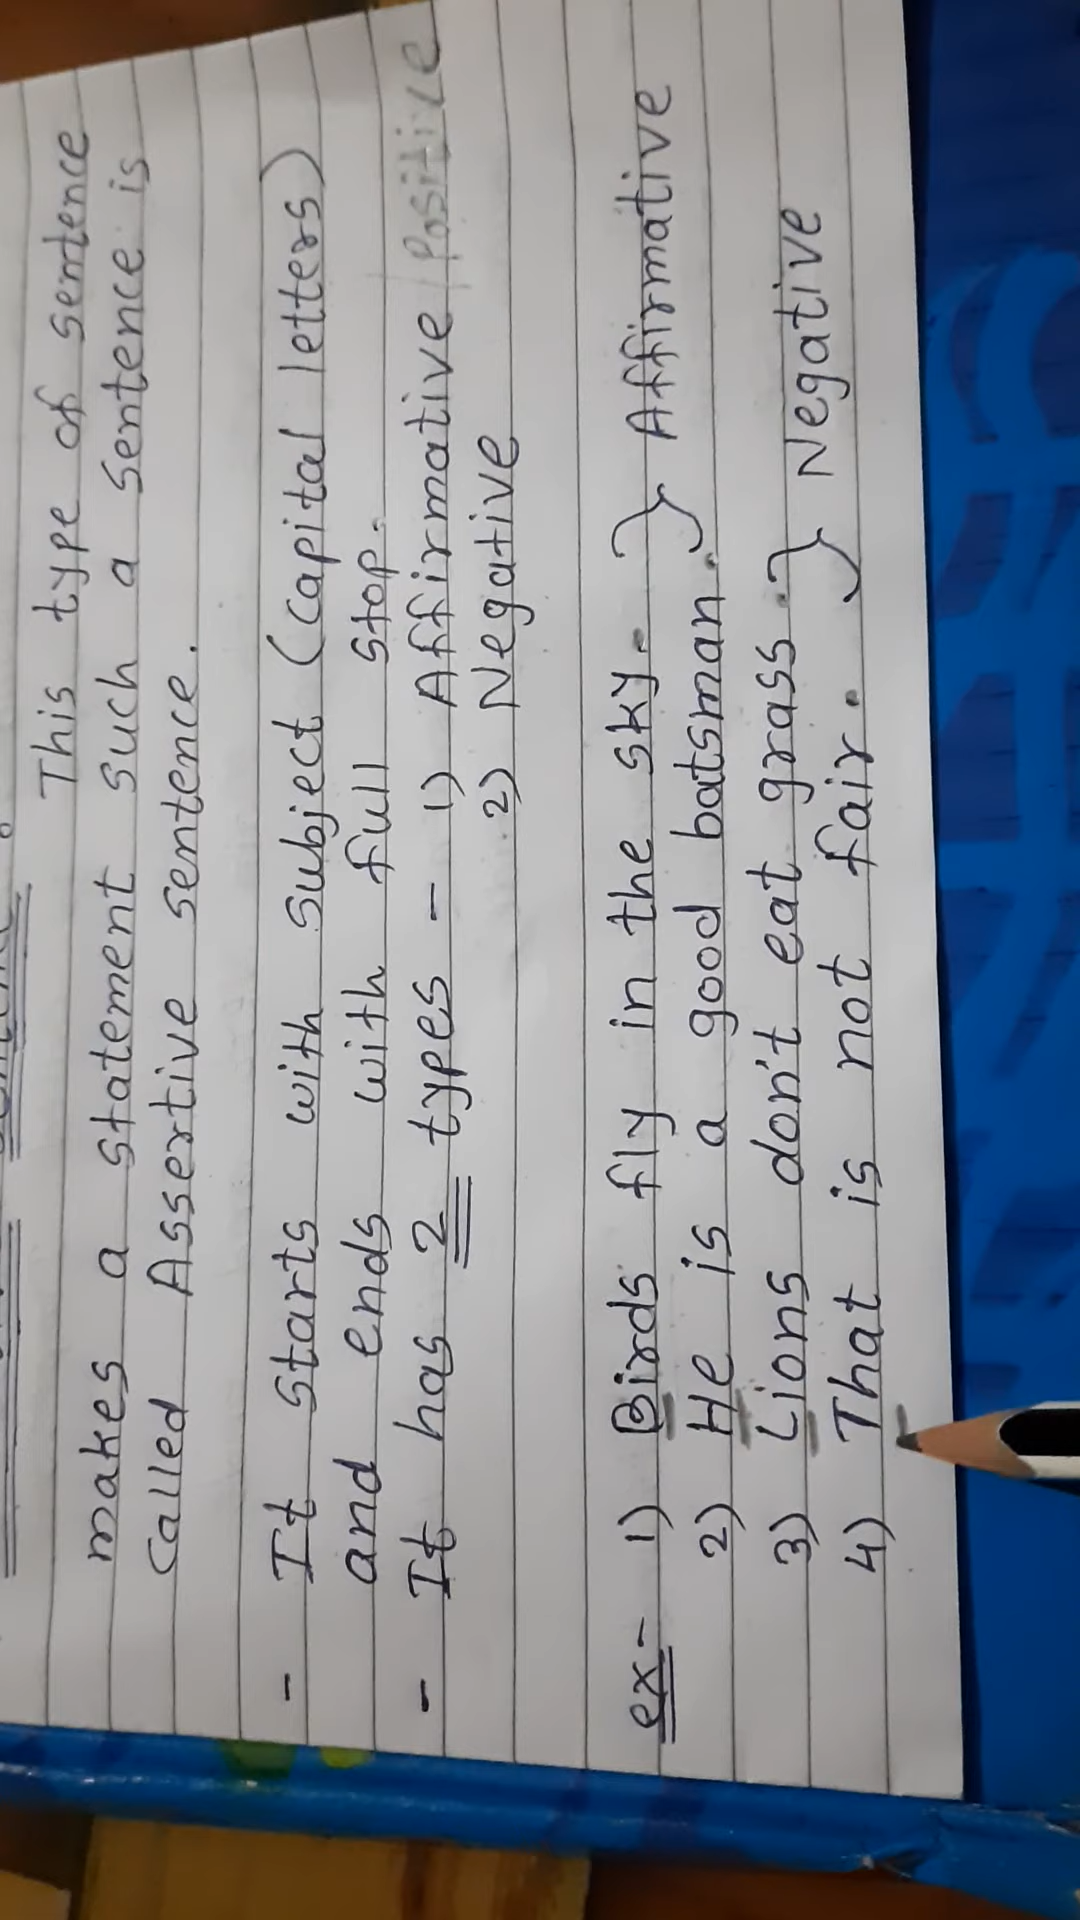 This type of sentence
makes a statement such a sentence is
called Assertive sentence.
- It starts with subject (capital letters)
and ends with full stop.
- It has 2 types - 1) Affirmative / Positive
2) Negative
ex- 1) Birds fly in the sky. } Affirmative
2) He is a good batsman.
3) Lions don't eat grass. } Negative
4) That is not fair.